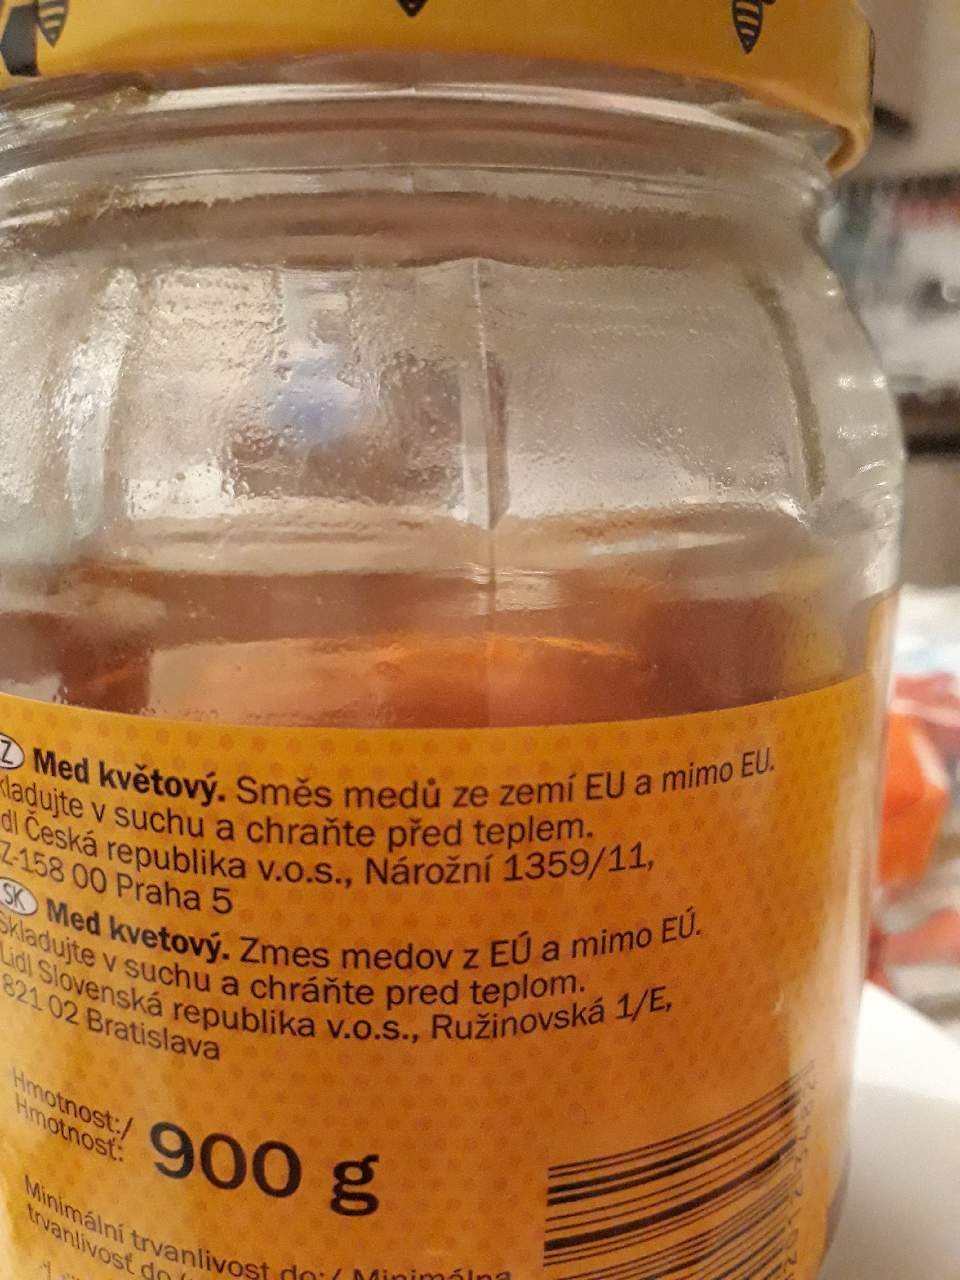 Z Med květový. Směs medů ze zemí EU a mimo EU.
kladujte v suchu a chraňte před teplem.
dl Česká republika v.o.s., Nárožní 1359/11,
Z-158 00 Praha 5
SK Med kvetový. Zmes medov z EÚ a mimo EÚ.
Skladujte v suchu a chráňte pred teplom.
Lidl Slovenská republika v.o.s., Ružinovská 1/E,
821 02 Bratislava
Hmotnost:/
Hmotnosť:
900 g
Minimální trvanlivost do:/ Minimálna
trvanlivosť do